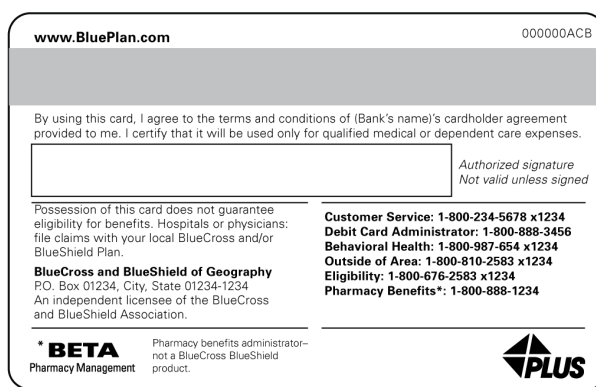 www.BluePlan.com
000000ACB
By using this card, I agree to the terms and conditions of (Bank's name)'s cardholder agreement
provided to me. I certify that it will be used only for qualified medical or dependent care expenses.
Authorized signature
Not valid unless signed
Possession of this card does not guarantee
eligibility for benefits. Hospitals or physicians:
file claims with your local BlueCross and/or
BlueShield Plan.
BlueCross and BlueShield of Geography
P.O. Box 01234, City, State 01234-1234
An independent licensee of the BlueCross
and BlueShield Association.
Customer Service: 1-800-234-5678 x1234
Debit Card Administrator: 1-800-888-3456
Behavioral Health: 1-800-987-654 x1234
Outside of Area: 1-800-810-2583 x1234
Eligibility: 1-800-676-2583 x1234
Pharmacy Benefits*: 1-800-888-1234
* BETA
Pharmacy Management
Pharmacy benefits administrator–
not a BlueCross BlueShield
product.
PLUS